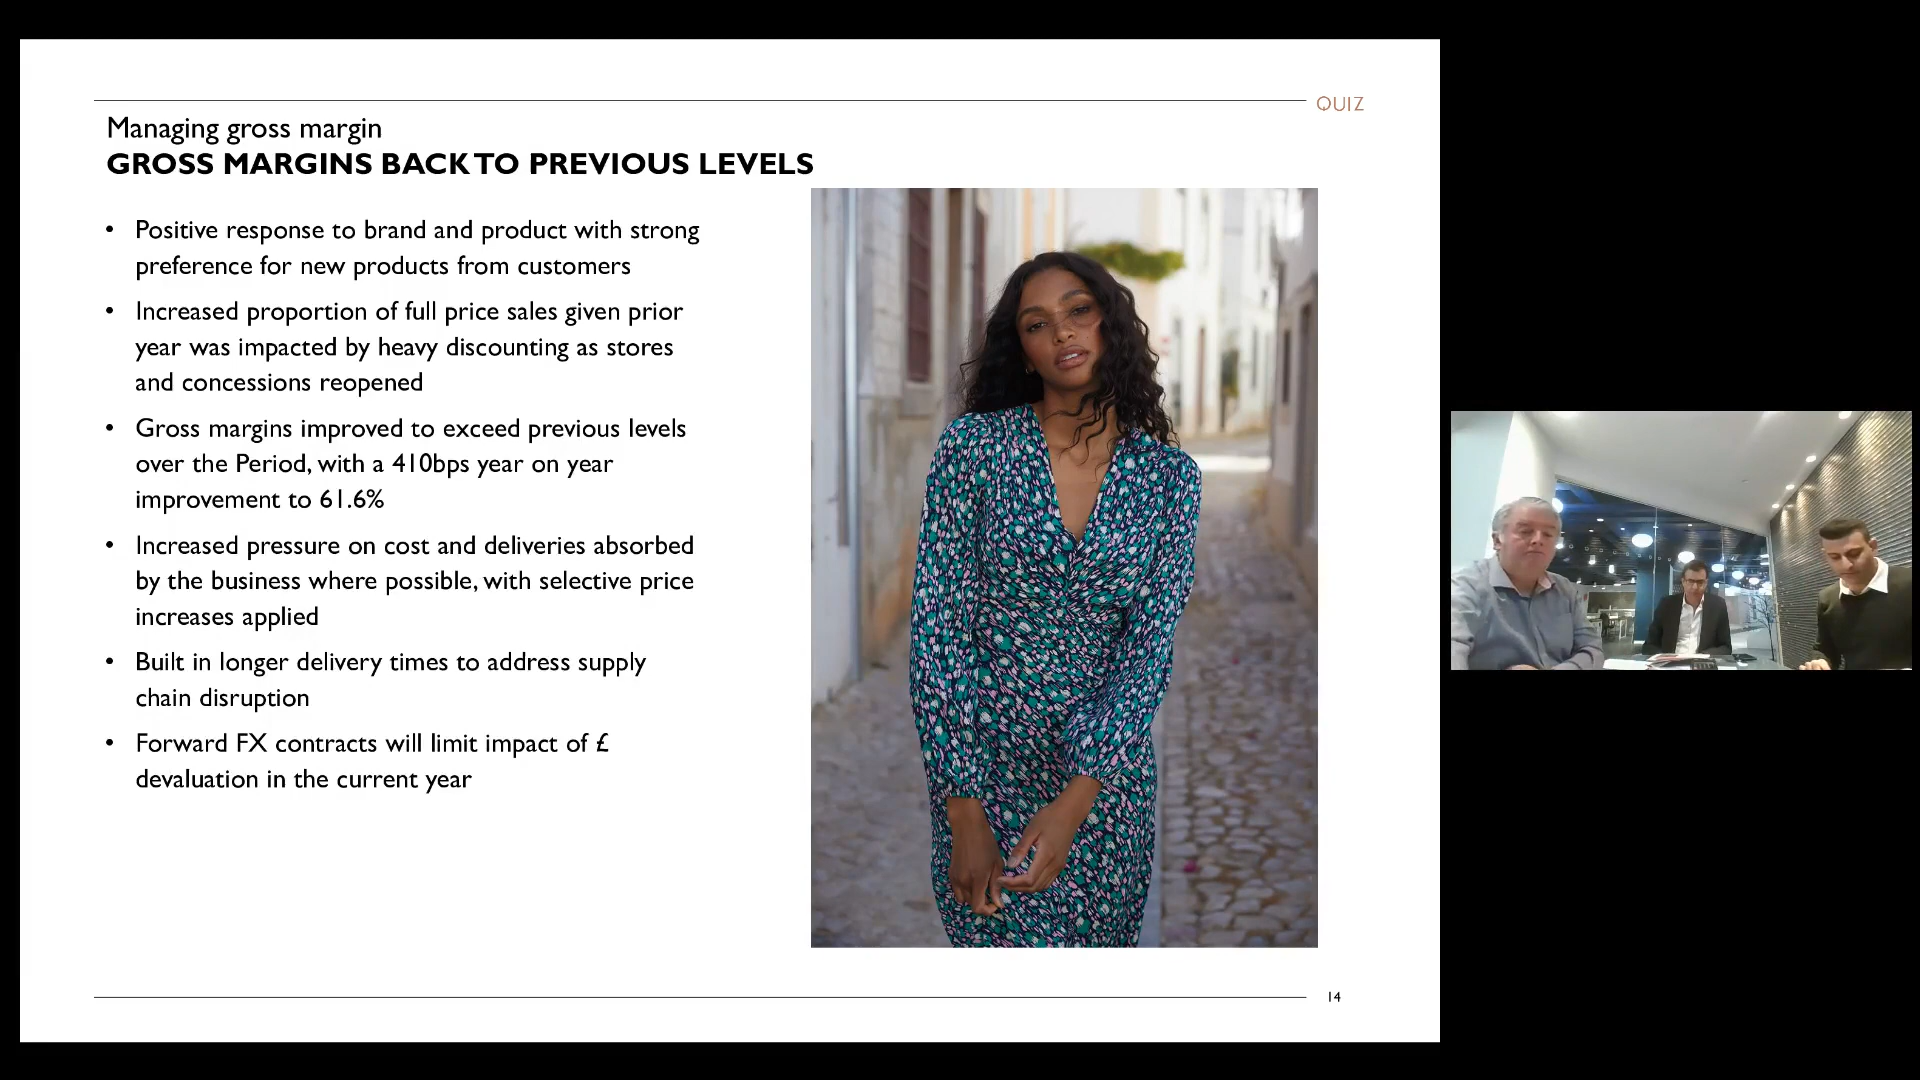 QUIZ
Managing gross margin
GROSS MARGINS BACK TO PREVIOUS LEVELS
• Positive response to brand and product with strong
preference for new products from customers
• Increased proportion of full price sales given prior
year was impacted by heavy discounting as stores
and concessions reopened
• Gross margins improved to exceed previous levels
over the Period, with a 410bps year on year
improvement to 61.6%
• Increased pressure on cost and deliveries absorbed
by the business where possible, with selective price
increases applied
• Built in longer delivery times to address supply
chain disruption
• Forward FX contracts will limit impact of £
devaluation in the current year
14